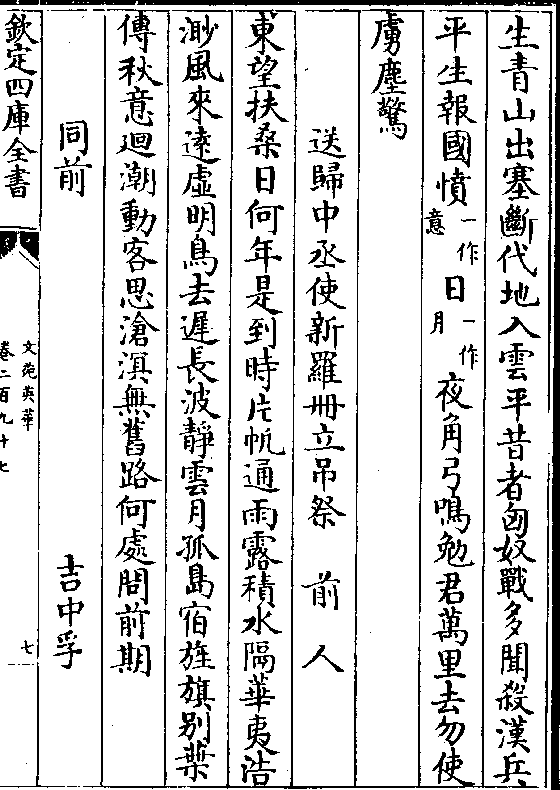 生青山出塞斷代地入雲平昔者匈奴戰多聞殺漢兵
平生報國憤一作意日一作月夜角弓鳴勉君萬里去勿使
虜塵驚
送歸中丞使新羅冊立吊祭 前人
東望扶桑日何年是到時片帆通雨露積水隔華夷浩
渺風來遠虛明鳥去遲長波靜雲月孤島宿旌旗別葉
傳秋意迴潮動客思滄溟無舊路何處問前期
同前 吉中孚
欽定四庫全書
文苑英華
卷二百九十七
七